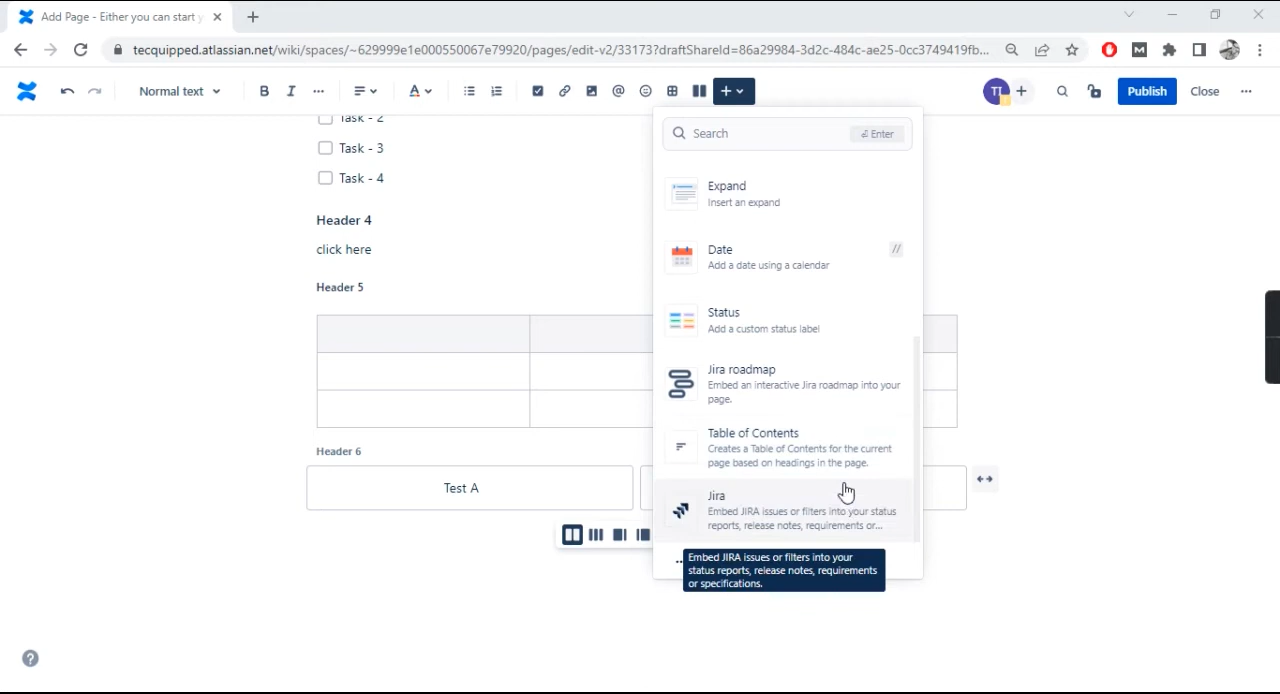 Add Page - Either you can start y
tecquipped.atlassian.net/wiki/spaces/~629999e1e000550067e79920/pages/edit-v2/33173?draftShareId=86a29984-3d2c-484c-ae25-0cc3749419fb...
Normal text
B I ... A @ + TI + Publish Close ...
Search Enter
Task - 2
Task - 3
Task - 4
Header 4
click here
Header 5
Header 6
Test A
Expand
Insert an expand
Date //
Add a date using a calendar
Status
Add a custom status label
Jira roadmap
Embed an interactive Jira roadmap into your
page.
Table of Contents
Creates a Table of Contents for the current
page based on headings in the page.
Jira
Embed JIRA issues or filters into your status
reports, release notes, requirements or...
Embed JIRA issues or filters into your
status reports, release notes, requirements
or specifications.
?